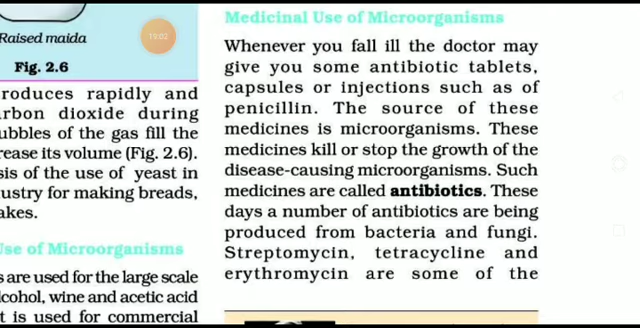 Raised maida
Fig. 2.6
roduces rapidly and
rbon dioxide during
ubbles of the gas fill the
rease its volume (Fig. 2.6).
sis of the use of yeast in
ustry for making breads,
akes.
Use of Microorganisms
s are used for the large scale
lcohol, wine and acetic acid
t is used for commercial
17:02
Medicinal Use of Microorganisms
Whenever you fall ill the doctor may
give you some antibiotic tablets,
capsules or injections such as of
penicillin. The source of these
medicines is microorganisms. These
medicines kill or stop the growth of the
disease-causing microorganisms. Such
medicines are called antibiotics. These
days a number of antibiotics are being
produced from bacteria and fungi.
Streptomycin, tetracycline and
erythromycin are some of the